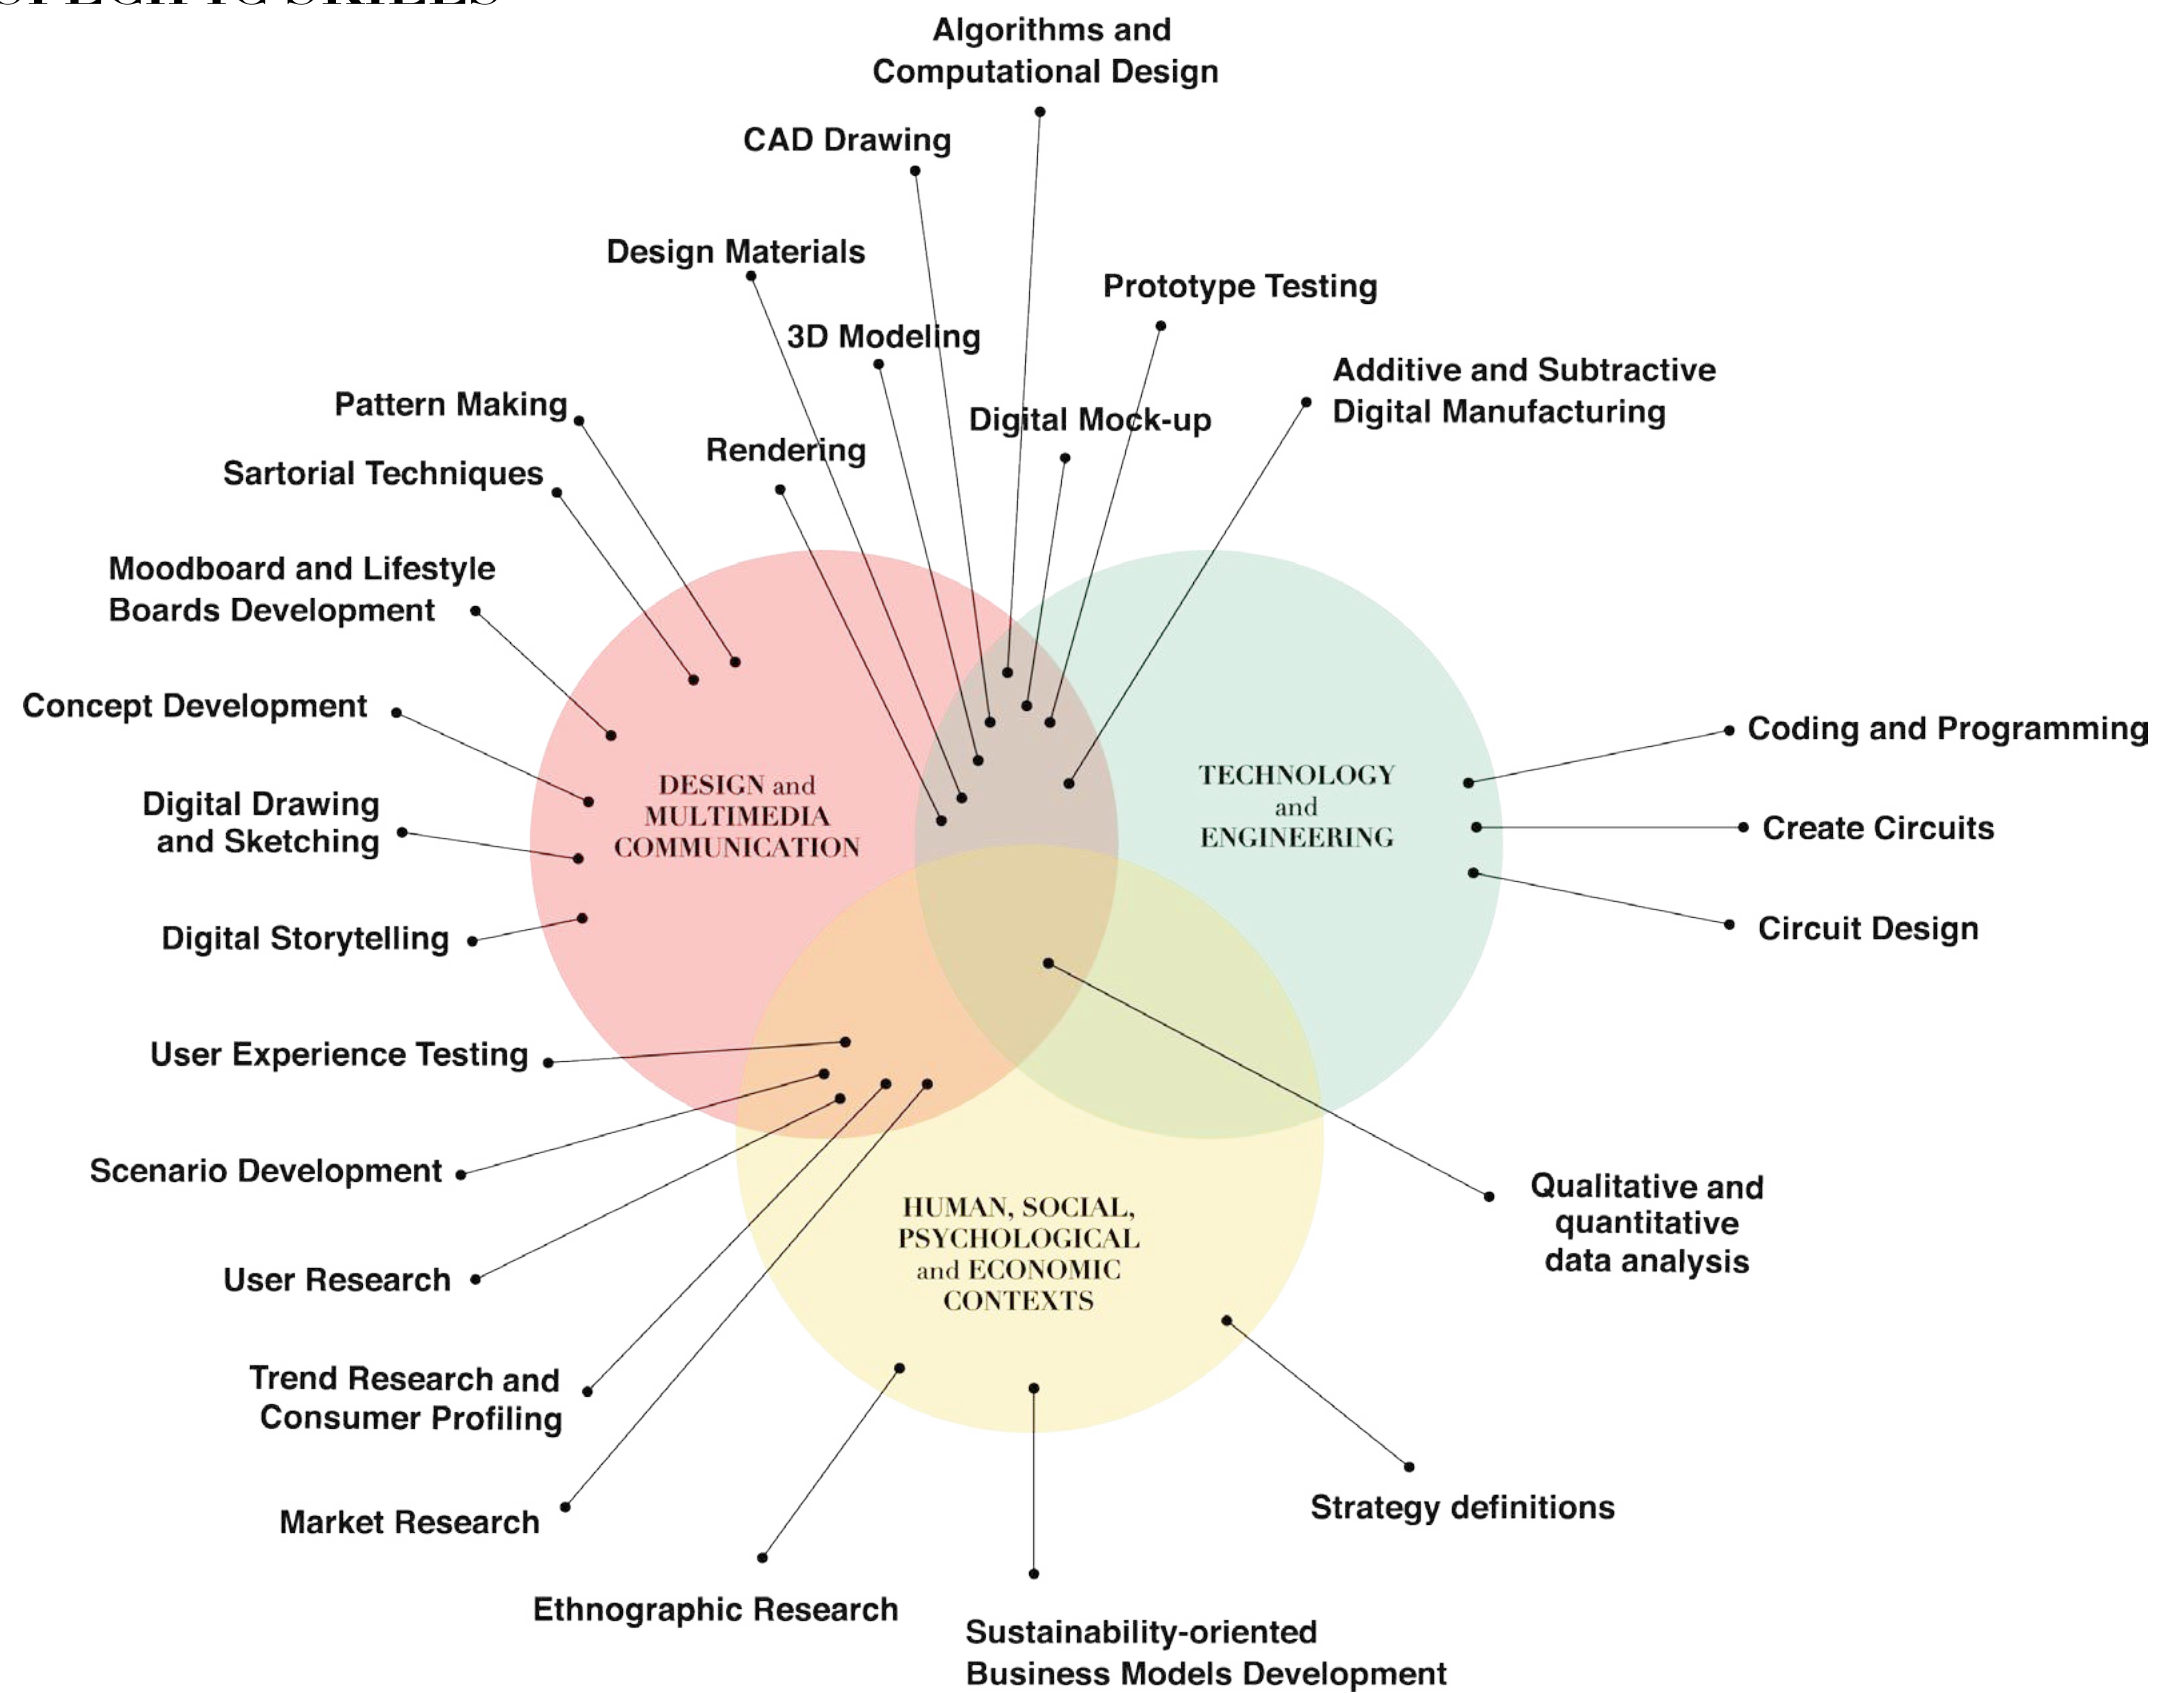 SPECIFIC SKILLS
Algorithms and
Computational Design
CAD Drawing
Design Materials
Prototype Testing
3D Modeling
Additive and Subtractive
Digital Manufacturing
Pattern Making
Digital Mock-up
Rendering
Sartorial Techniques
Moodboard and Lifestyle
Boards Development
Concept Development
Coding and Programming
DESIGN and
MULTIMEDIA
COMMUNICATION
TECHNOLOGY
and
ENGINEERING
Digital Drawing
and Sketching
Create Circuits
Digital Storytelling
Circuit Design
User Experience Testing
Scenario Development
Qualitative and
quantitative
data analysis
HUMAN, SOCIAL,
PSYCHOLOGICAL
and ECONOMIC
CONTEXTS
User Research
Trend Research and
Consumer Profiling
Market Research
Strategy definitions
Ethnographic Research
Sustainability-oriented
Business Models Development